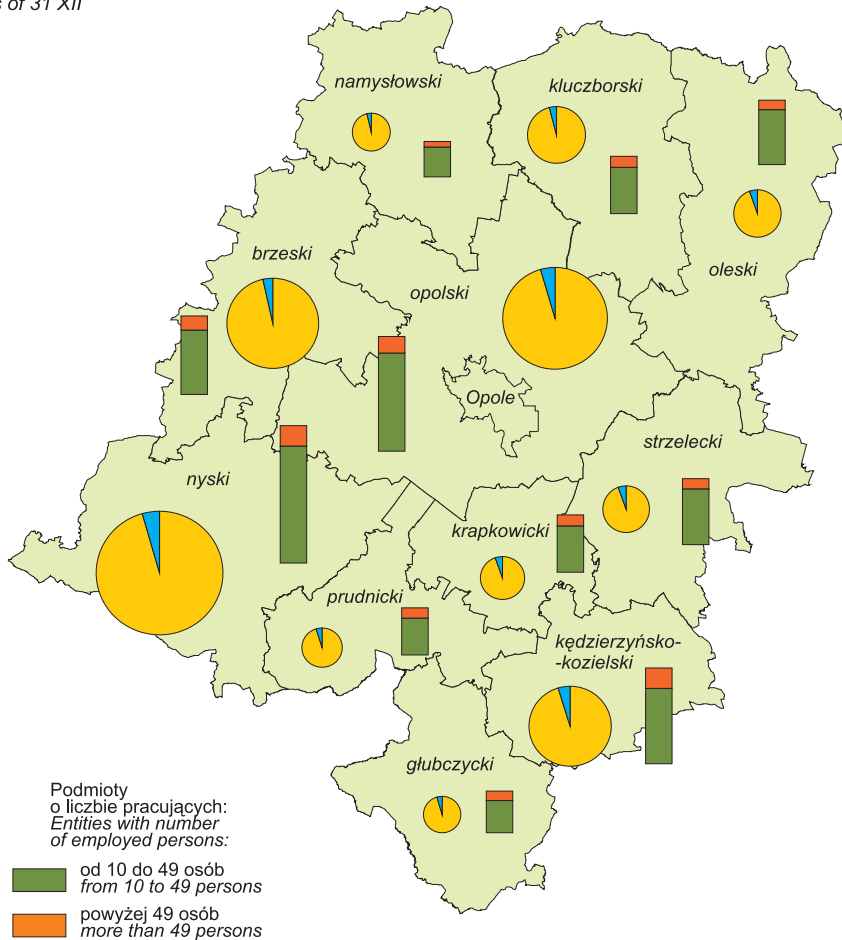 s of 31 XII
namysłowski
kluczborski
brzeski
opolski
oleski
Opole
strzelecki
nyski
krapkowicki
prudnicki
kędzierzyńsko-
-kozielski
głubczycki
Podmioty
o liczbie pracujących:
Entities with number
of employed persons:
od 10 do 49 osób
from 10 to 49 persons
powyżej 49 osób
more than 49 persons